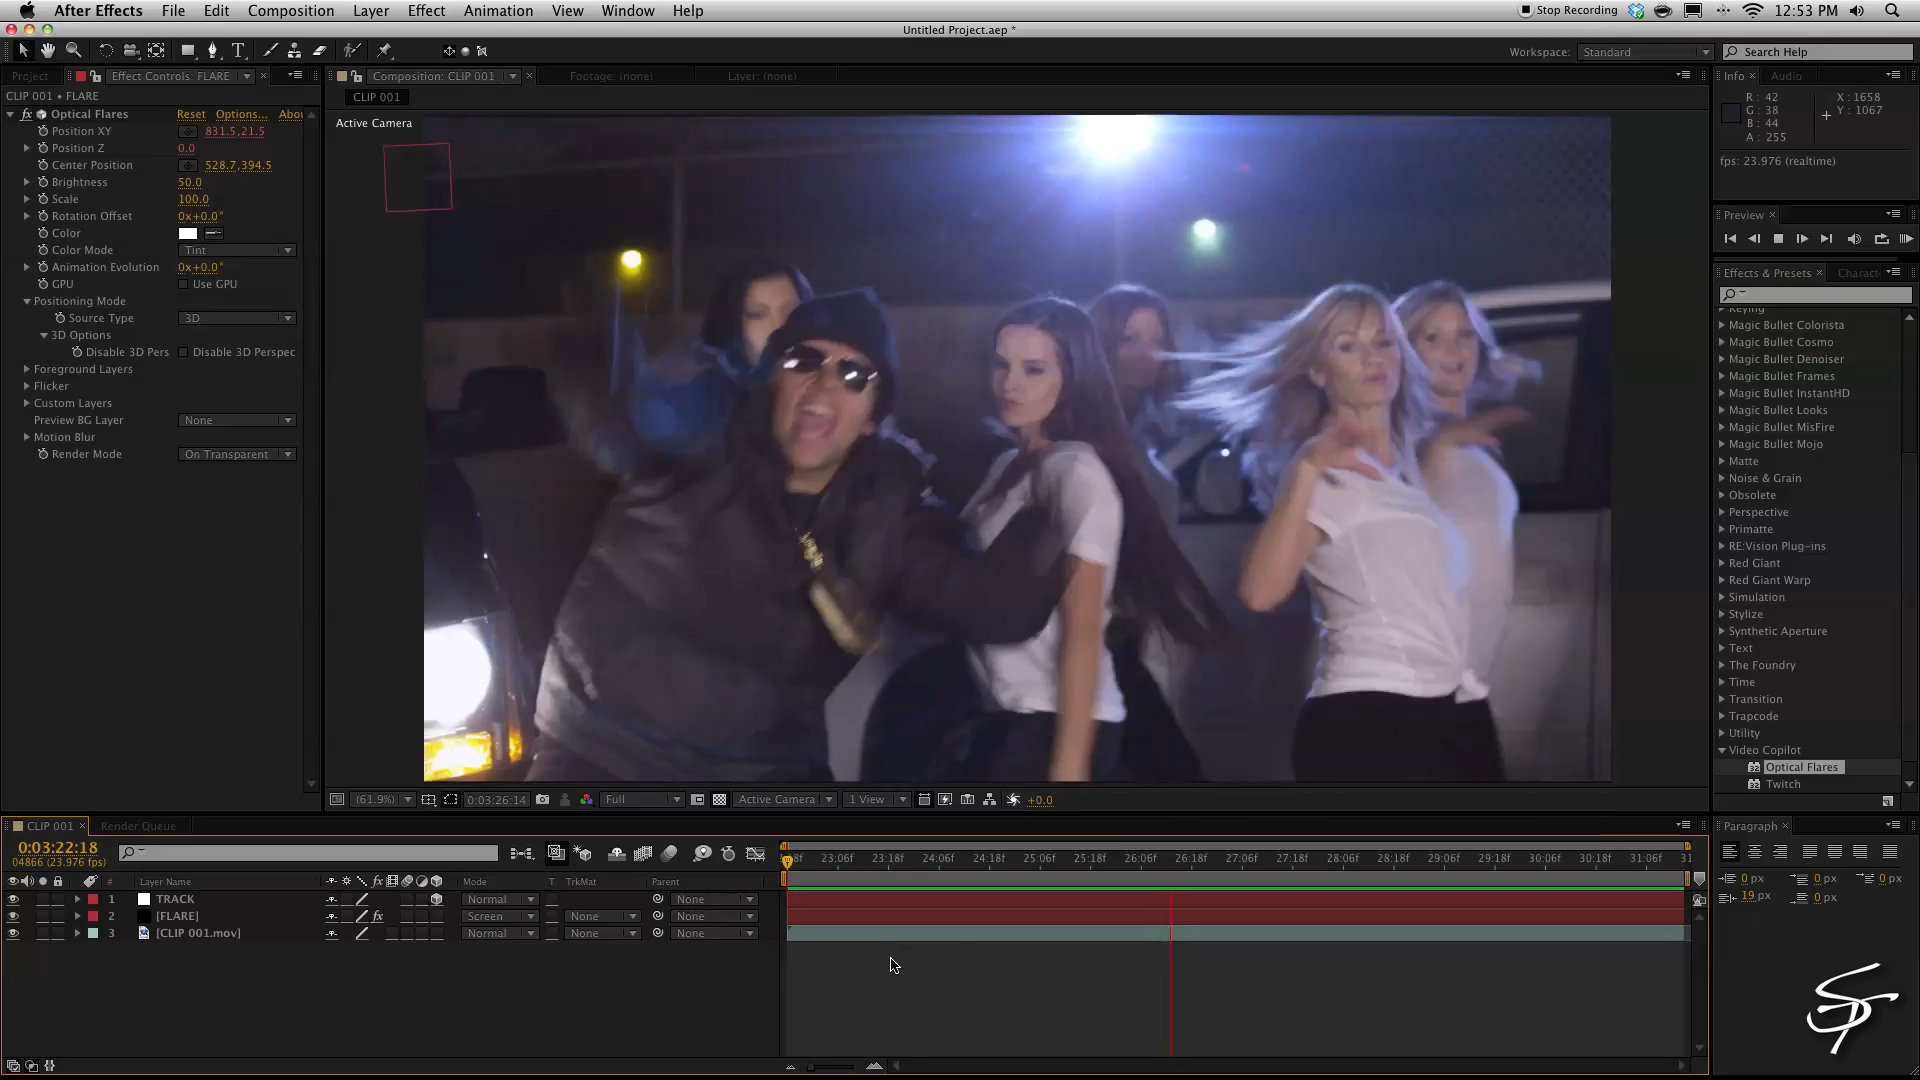 After Effects File Edit Composition Layer Effect Animation View Window Help Stop Recording 12:53 PM
Untitled Project.aep *
Workspace: Standard Search Help
Project Effect Controls: FLARE
CLIP 001 • FLARE
fx Optical Flares Reset Options... Abou
Position XY 831.5,21.5
Position Z 0.0
Center Position 528.7,394.5
Brightness 50.0
Scale 100.0
Rotation Offset 0x+0.0°
Color
Color Mode Tint
Animation Evolution 0x+0.0°
GPU Use GPU
Positioning Mode
Source Type 3D
3D Options
Disable 3D Pers Disable 3D Perspec
Foreground Layers
Flicker
Custom Layers
Preview BG Layer None
Motion Blur
Render Mode On Transparent
Composition: CLIP 001 Footage: (none) Layer: (none)
CLIP 001
Active Camera
(61.9%) 0:03:26:14 Full Active Camera 1 View +0.0
Info Audio
R: 42 X: 1658
G: 38 Y: 1067
B: 44
A: 255
fps: 23.976 (realtime)
Preview
Effects & Presets Charact
Keying
Magic Bullet Colorista
Magic Bullet Cosmo
Magic Bullet Denoiser
Magic Bullet Frames
Magic Bullet InstantHD
Magic Bullet Looks
Magic Bullet MisFire
Magic Bullet Mojo
Matte
Noise & Grain
Obsolete
Perspective
Primatte
RE:Vision Plug-ins
Red Giant
Red Giant Warp
Simulation
Stylize
Synthetic Aperture
Text
The Foundry
Time
Transition
Trapcode
Utility
Video Copilot
Optical Flares
Twitch
CLIP 001 Render Queue
0:03:22:18
04866 (23.976 fps)
23:06f 23:18f 24:06f 24:18f 25:06f 25:18f 26:06f 26:18f 27:06f 27:18f 28:06f 28:18f 29:06f 29:18f 30:06f 30:18f 31:06f
# Layer Name fx Mode T TrkMat Parent
1 TRACK Normal None
2 [FLARE] fx Screen None None
3 [CLIP 001.mov] Normal None None
Paragraph
0 px 0 px 0 px
19 px 0 px